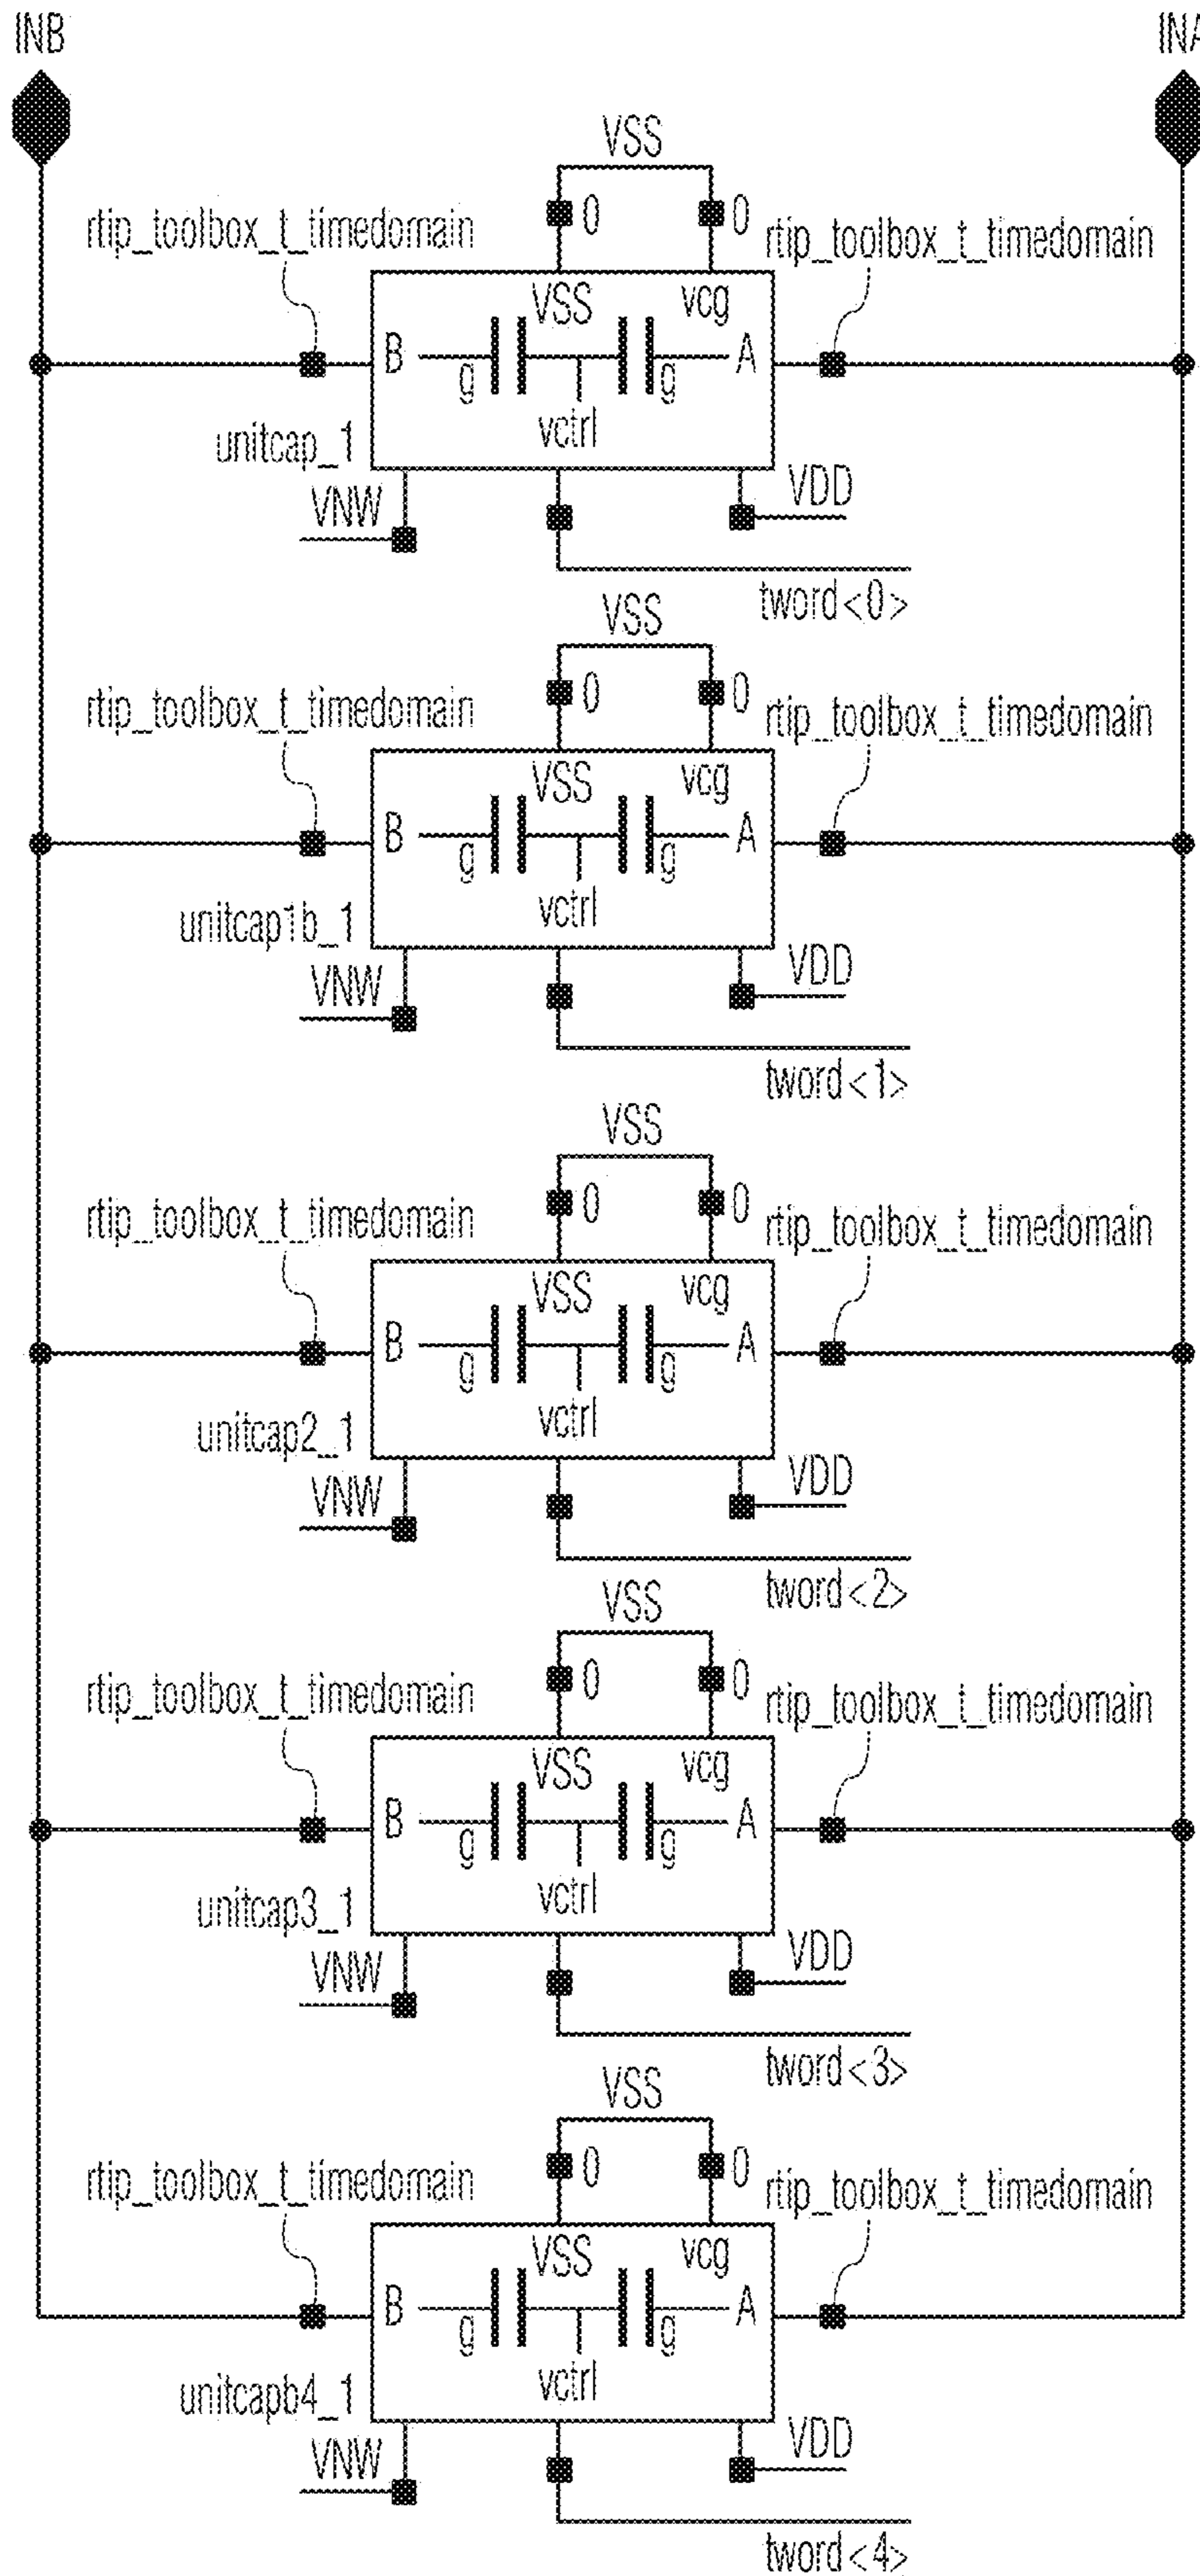 INB INA
VSS
0 0
rtip_toolbox_t_timedomain rtip_toolbox_t_timedomain
VSS vcg
B g g A
vctrl
unitcap_1
VNW VDD
tword<0>
VSS
0 0
rtip_toolbox_t_timedomain rtip_toolbox_t_timedomain
VSS vcg
B g g A
vctrl
unitcap1b_1
VNW VDD
tword<1>
VSS
0 0
rtip_toolbox_t_timedomain rtip_toolbox_t_timedomain
VSS vcg
B g g A
vctrl
unitcap2_1
VNW VDD
tword<2>
VSS
0 0
rtip_toolbox_t_timedomain rtip_toolbox_t_timedomain
VSS vcg
B g g A
vctrl
unitcap3_1
VNW VDD
tword<3>
VSS
0 0
rtip_toolbox_t_timedomain rtip_toolbox_t_timedomain
VSS vcg
B g g A
vctrl
unitcapb4_1
VNW VDD
tword<4>